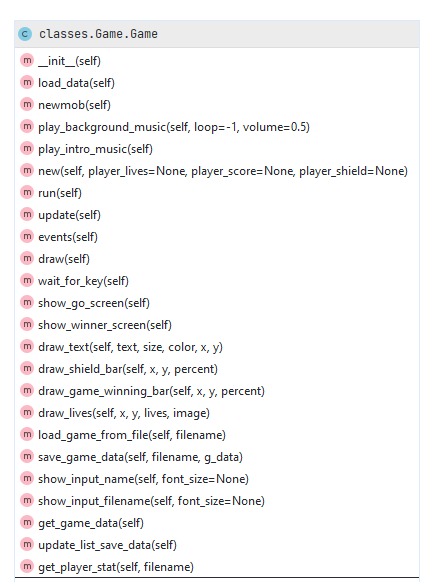 c classes.Game.Game
m __init__(self)
m load_data(self)
m newmob(self)
m play_background_music(self, loop=-1, volume=0.5)
m play_intro_music(self)
m new(self, player_lives=None, player_score=None, player_shield=None)
m run(self)
m update(self)
m events(self)
m draw(self)
m wait_for_key(self)
m show_go_screen(self)
m show_winner_screen(self)
m draw_text(self, text, size, color, x, y)
m draw_shield_bar(self, x, y, percent)
m draw_game_winning_bar(self, x, y, percent)
m draw_lives(self, x, y, lives, image)
m load_game_from_file(self, filename)
m save_game_data(self, filename, g_data)
m show_input_name(self, font_size=None)
m show_input_filename(self, font_size=None)
m get_game_data(self)
m update_list_save_data(self)
m get_player_stat(self, filename)